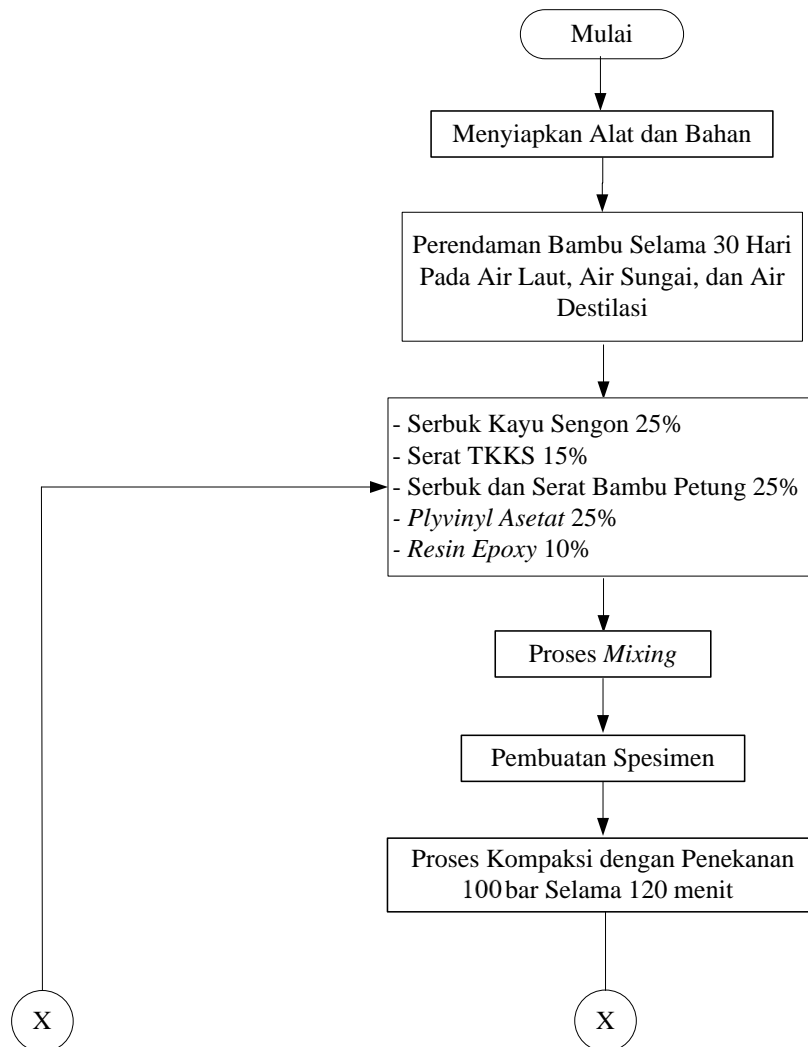 Mulai
Menyiapkan Alat dan Bahan
Perendaman Bambu Selama 30 Hari
Pada Air Laut, Air Sungai, dan Air
Destilasi
- Serbuk Kayu Sengon 25%
- Serat TKKS 15%
- Serbuk dan Serat Bambu Petung 25%
- Plyvinyl Asetat 25%
- Resin Epoxy 10%
Proses Mixing
Pembuatan Spesimen
Proses Kompaksi dengan Penekanan
100 bar Selama 120 menit
X
X